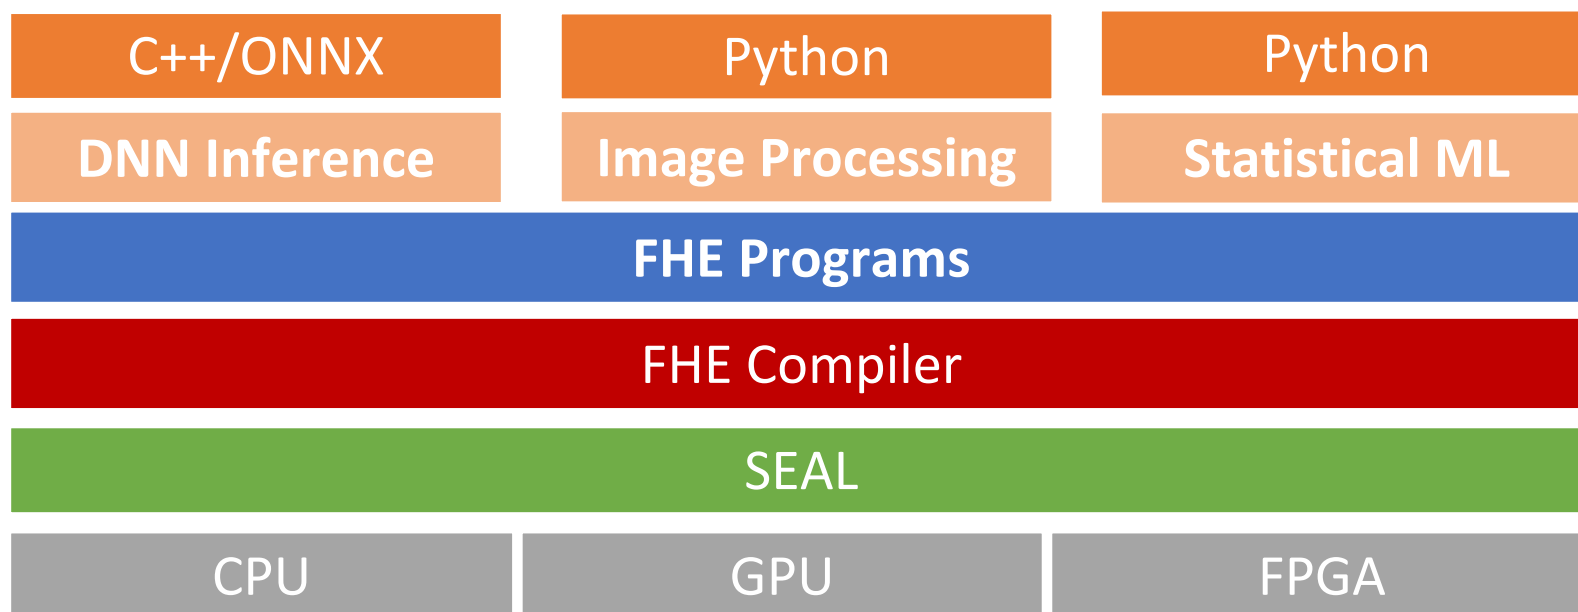 C++/ONNX
Python
Python
DNN Inference
Image Processing
Statistical ML
FHE Programs
FHE Compiler
SEAL
CPU
GPU
FPGA